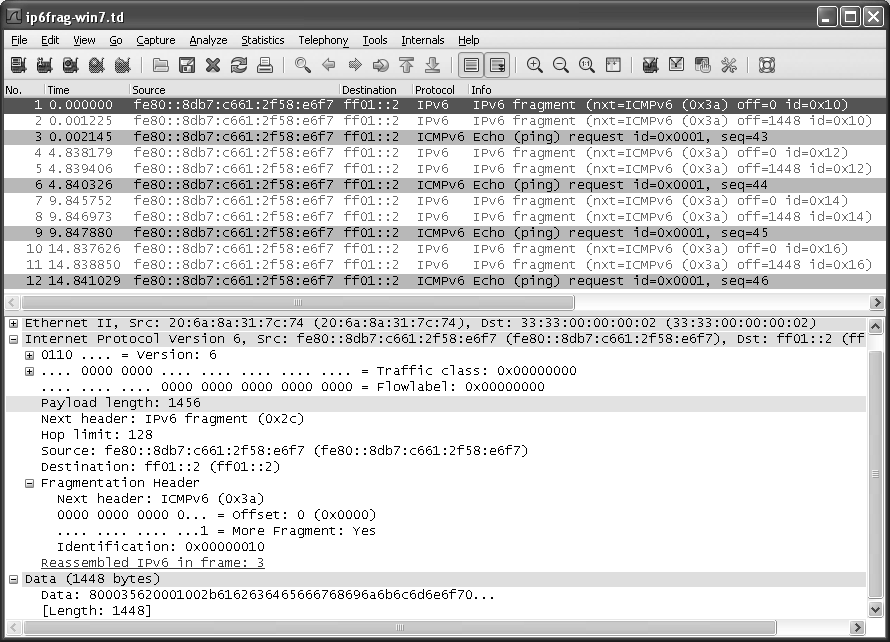 ip6frag-win7.td
File Edit View Go Capture Analyze Statistics Telephony Tools Internals Help
No. Time Source Destination Protocol Info
1 0.000000 fe80::8db7:c661:2f58:e6f7 ff01::2 IPv6 IPv6 fragment (nxt=ICMPv6 (0x3a) off=0 id=0x10)
2 0.001225 fe80::8db7:c661:2f58:e6f7 ff01::2 IPv6 IPv6 fragment (nxt=ICMPv6 (0x3a) off=1448 id=0x10)
3 0.002145 fe80::8db7:c661:2f58:e6f7 ff01::2 ICMPv6 Echo (ping) request id=0x0001, seq=43
4 4.838179 fe80::8db7:c661:2f58:e6f7 ff01::2 IPv6 IPv6 fragment (nxt=ICMPv6 (0x3a) off=0 id=0x12)
5 4.839406 fe80::8db7:c661:2f58:e6f7 ff01::2 IPv6 IPv6 fragment (nxt=ICMPv6 (0x3a) off=1448 id=0x12)
6 4.840326 fe80::8db7:c661:2f58:e6f7 ff01::2 ICMPv6 Echo (ping) request id=0x0001, seq=44
7 9.845752 fe80::8db7:c661:2f58:e6f7 ff01::2 IPv6 IPv6 fragment (nxt=ICMPv6 (0x3a) off=0 id=0x14)
8 9.846973 fe80::8db7:c661:2f58:e6f7 ff01::2 IPv6 IPv6 fragment (nxt=ICMPv6 (0x3a) off=1448 id=0x14)
9 9.847880 fe80::8db7:c661:2f58:e6f7 ff01::2 ICMPv6 Echo (ping) request id=0x0001, seq=45
10 14.837626 fe80::8db7:c661:2f58:e6f7 ff01::2 IPv6 IPv6 fragment (nxt=ICMPv6 (0x3a) off=0 id=0x16)
11 14.838850 fe80::8db7:c661:2f58:e6f7 ff01::2 IPv6 IPv6 fragment (nxt=ICMPv6 (0x3a) off=1448 id=0x16)
12 14.841029 fe80::8db7:c661:2f58:e6f7 ff01::2 ICMPv6 Echo (ping) request id=0x0001, seq=46
Ethernet II, Src: 20:6a:8a:31:7c:74 (20:6a:8a:31:7c:74), Dst: 33:33:00:00:00:02 (33:33:00:00:00:02)
Internet Protocol Version 6, Src: fe80::8db7:c661:2f58:e6f7 (fe80::8db7:c661:2f58:e6f7), Dst: ff01::2 (ff
0110 .... = Version: 6
.... 0000 0000 .... .... .... .... .... = Traffic class: 0x00000000
.... .... .... 0000 0000 0000 0000 0000 = Flowlabel: 0x00000000
Payload length: 1456
Next header: IPv6 fragment (0x2c)
Hop limit: 128
Source: fe80::8db7:c661:2f58:e6f7 (fe80::8db7:c661:2f58:e6f7)
Destination: ff01::2 (ff01::2)
Fragmentation Header
Next header: ICMPv6 (0x3a)
0000 0000 0000 0... = Offset: 0 (0x0000)
.... .... .... ...1 = More Fragment: Yes
Identification: 0x00000010
Reassembled IPv6 in frame: 3
Data (1448 bytes)
Data: 800035620001002b6162636465666768696a6b6c6d6e6f70...
[Length: 1448]